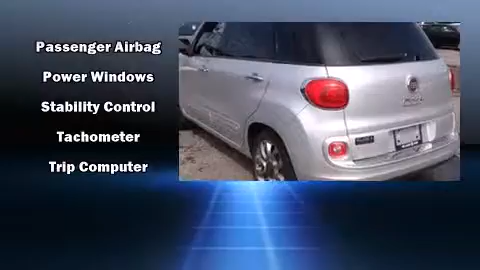 Passenger Airbag
Power Windows
Stability Control
Tachometer
Trip Computer